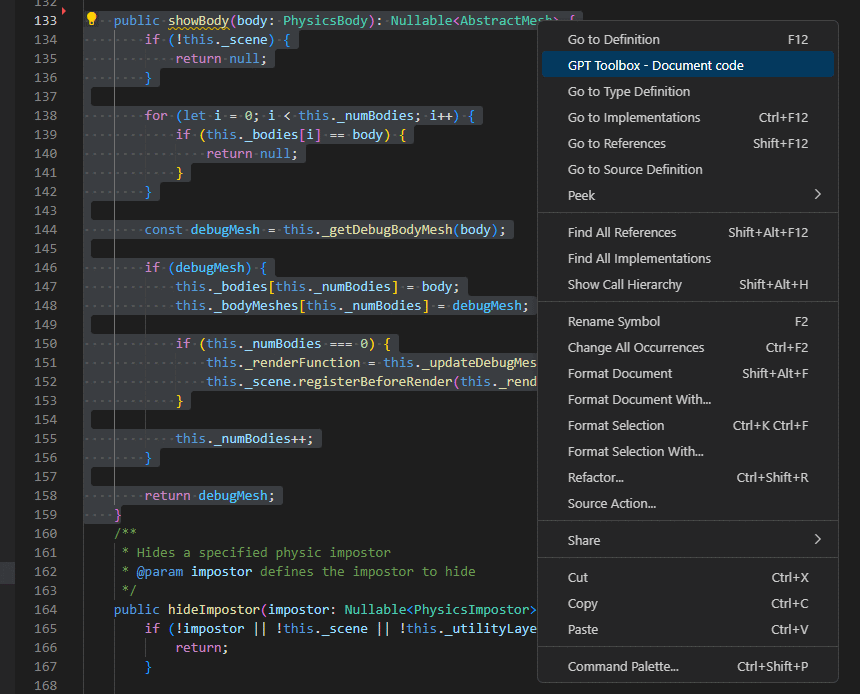 132
133 public showBody(body: PhysicsBody): Nullable<AbstractMesh> {
134 if (!this._scene) {
135 return null;
136 }
137
138 for (let i = 0; i < this._numBodies; i++) {
139 if (this._bodies[i] == body) {
140 return null;
141 }
142 }
143
144 const debugMesh = this._getDebugBodyMesh(body);
145
146 if (debugMesh) {
147 this._bodies[this._numBodies] = body;
148 this._bodyMeshes[this._numBodies] = debugMesh;
149
150 if (this._numBodies === 0) {
151 this._renderFunction = this._updateDebugMes
152 this._scene.registerBeforeRender(this._rend
153 }
154
155 this._numBodies++;
156 }
157
158 return debugMesh;
159 }
160 /**
161 * Hides a specified physic impostor
162 * @param impostor defines the impostor to hide
163 */
164 public hideImpostor(impostor: Nullable<PhysicsImpostor>
165 if (!impostor || !this._scene || !this._utilityLaye
166 return;
167 }
168
Go to Definition F12
GPT Toolbox - Document code
Go to Type Definition
Go to Implementations Ctrl+F12
Go to References Shift+F12
Go to Source Definition
Peek
Find All References Shift+Alt+F12
Find All Implementations
Show Call Hierarchy Shift+Alt+H
Rename Symbol F2
Change All Occurrences Ctrl+F2
Format Document Shift+Alt+F
Format Document With...
Format Selection Ctrl+K Ctrl+F
Format Selection With...
Refactor... Ctrl+Shift+R
Source Action...
Share
Cut Ctrl+X
Copy Ctrl+C
Paste Ctrl+V
Command Palette... Ctrl+Shift+P